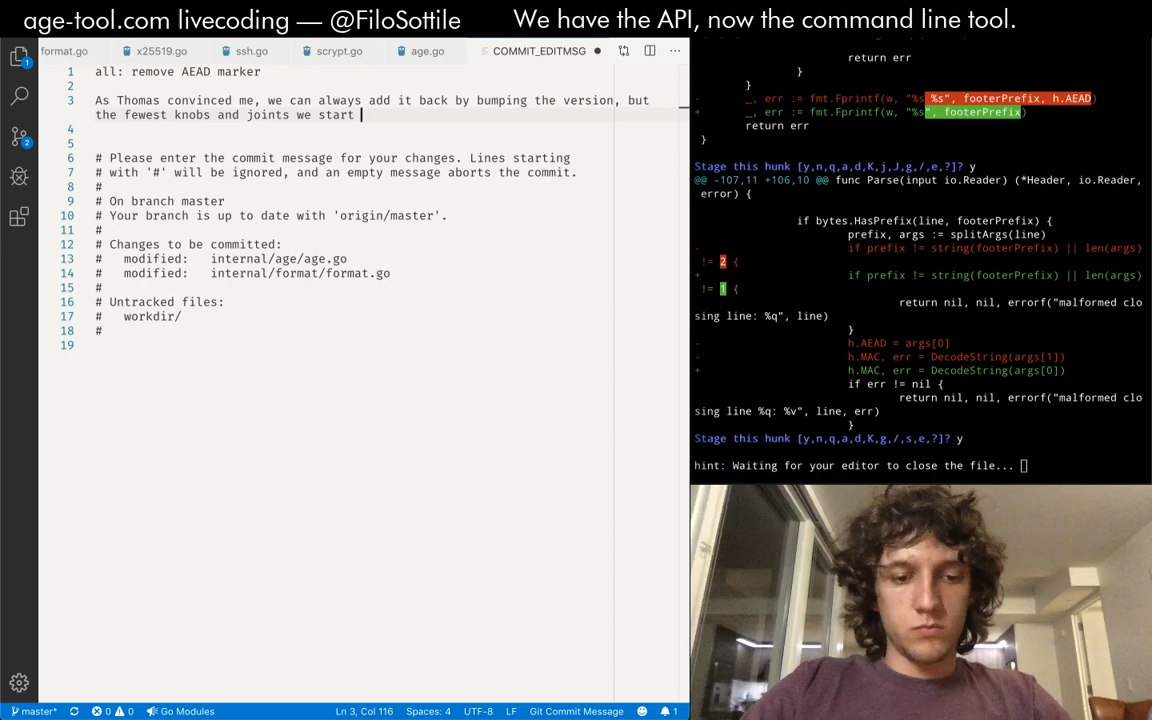 age-tool.com livecoding — @FiloSottile We have the API, now the command line tool.
format.go x25519.go ssh.go scrypt.go age.go COMMIT_EDITMSG
1 all: remove AEAD marker
2
3 As Thomas convinced me, we can always add it back by bumping the version, but
the fewest knobs and joints we start
4
5
6 # Please enter the commit message for your changes. Lines starting
7 # with '#' will be ignored, and an empty message aborts the commit.
8 #
9 # On branch master
10 # Your branch is up to date with 'origin/master'.
11 #
12 # Changes to be committed:
13 # modified: internal/age/age.go
14 # modified: internal/format/format.go
15 #
16 # Untracked files:
17 # workdir/
18 #
19
1
2
return err
}
}
- _, err := fmt.Fprintf(w, "%s %s", footerPrefix, h.AEAD)
+ _, err := fmt.Fprintf(w, "%s", footerPrefix)
return err
}
Stage this hunk [y,n,q,a,d,K,j,J,g,/,e,?]? y
@@ -107,11 +106,10 @@ func Parse(input io.Reader) (*Header, io.Reader,
error) {
if bytes.HasPrefix(line, footerPrefix) {
prefix, args := splitArgs(line)
- if prefix != string(footerPrefix) || len(args)
!= 2 {
+ if prefix != string(footerPrefix) || len(args)
!= 1 {
return nil, nil, errorf("malformed clo
sing line: %q", line)
}
- h.AEAD = args[0]
- h.MAC, err = DecodeString(args[1])
+ h.MAC, err = DecodeString(args[0])
if err != nil {
return nil, nil, errorf("malformed clo
sing line %q: %v", line, err)
}
Stage this hunk [y,n,q,a,d,K,g,/,s,e,?]? y
hint: Waiting for your editor to close the file...
master* 0 0 Go Modules Ln 3, Col 116 Spaces: 4 UTF-8 LF Git Commit Message 1